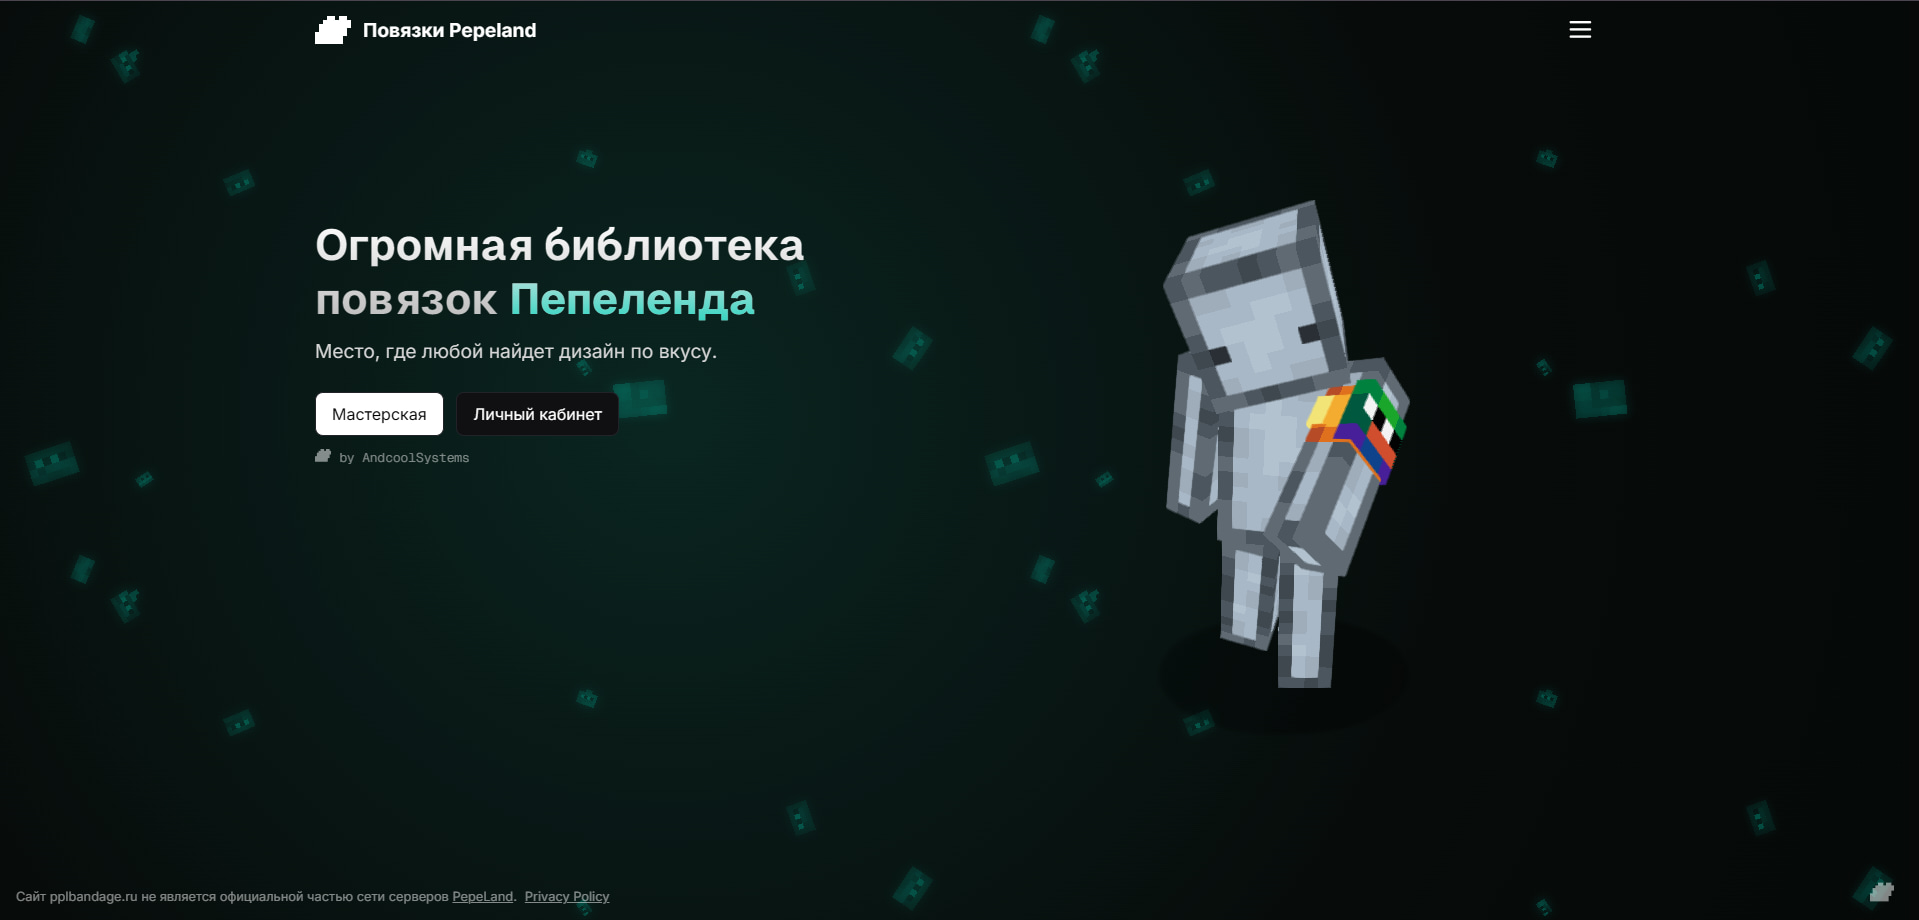 Повязки Pepeland
Огромная библиотека
повязок Пепеленда
Место, где любой найдет дизайн по вкусу.
Мастерская
Личный кабинет
by AndcoolSystems
Сайт pplbandage.ru не является официальной частью сети серверов PepeLand. Privacy Policy